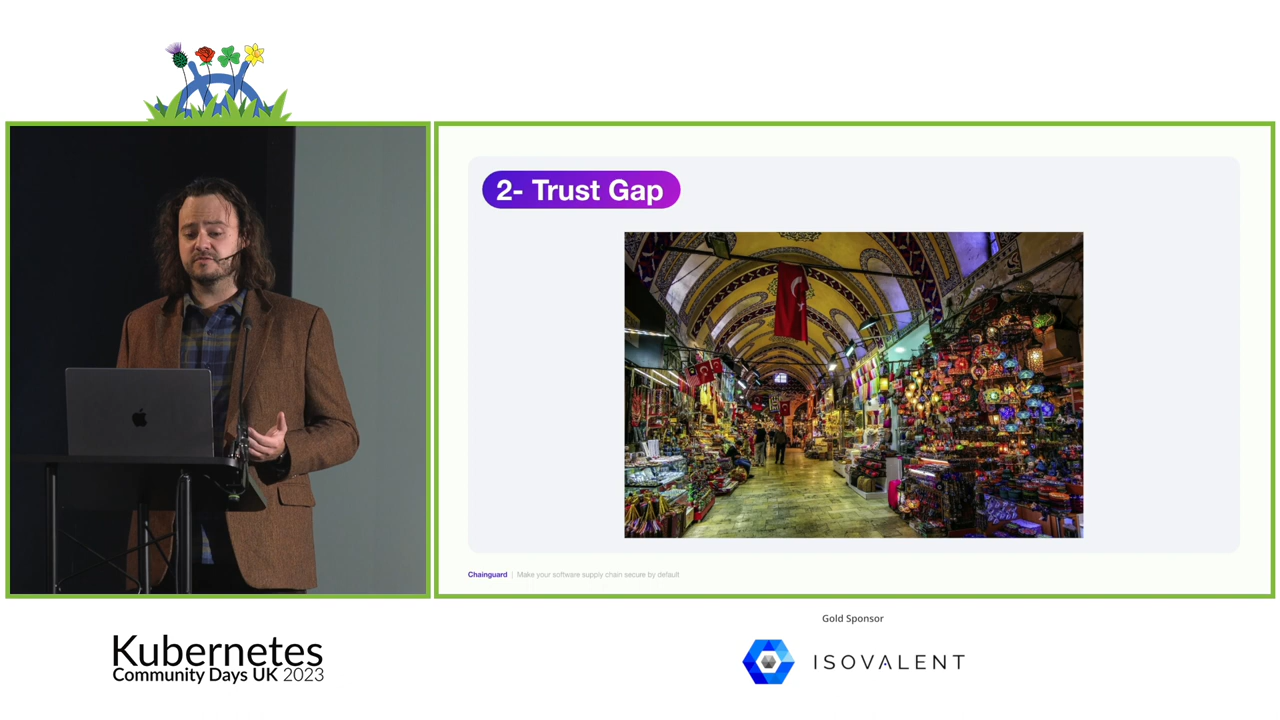 2- Trust Gap
Chainguard | Make your software supply chain secure by default
Gold Sponsor
Kubernetes
Community Days UK 2023
ISOVALENT